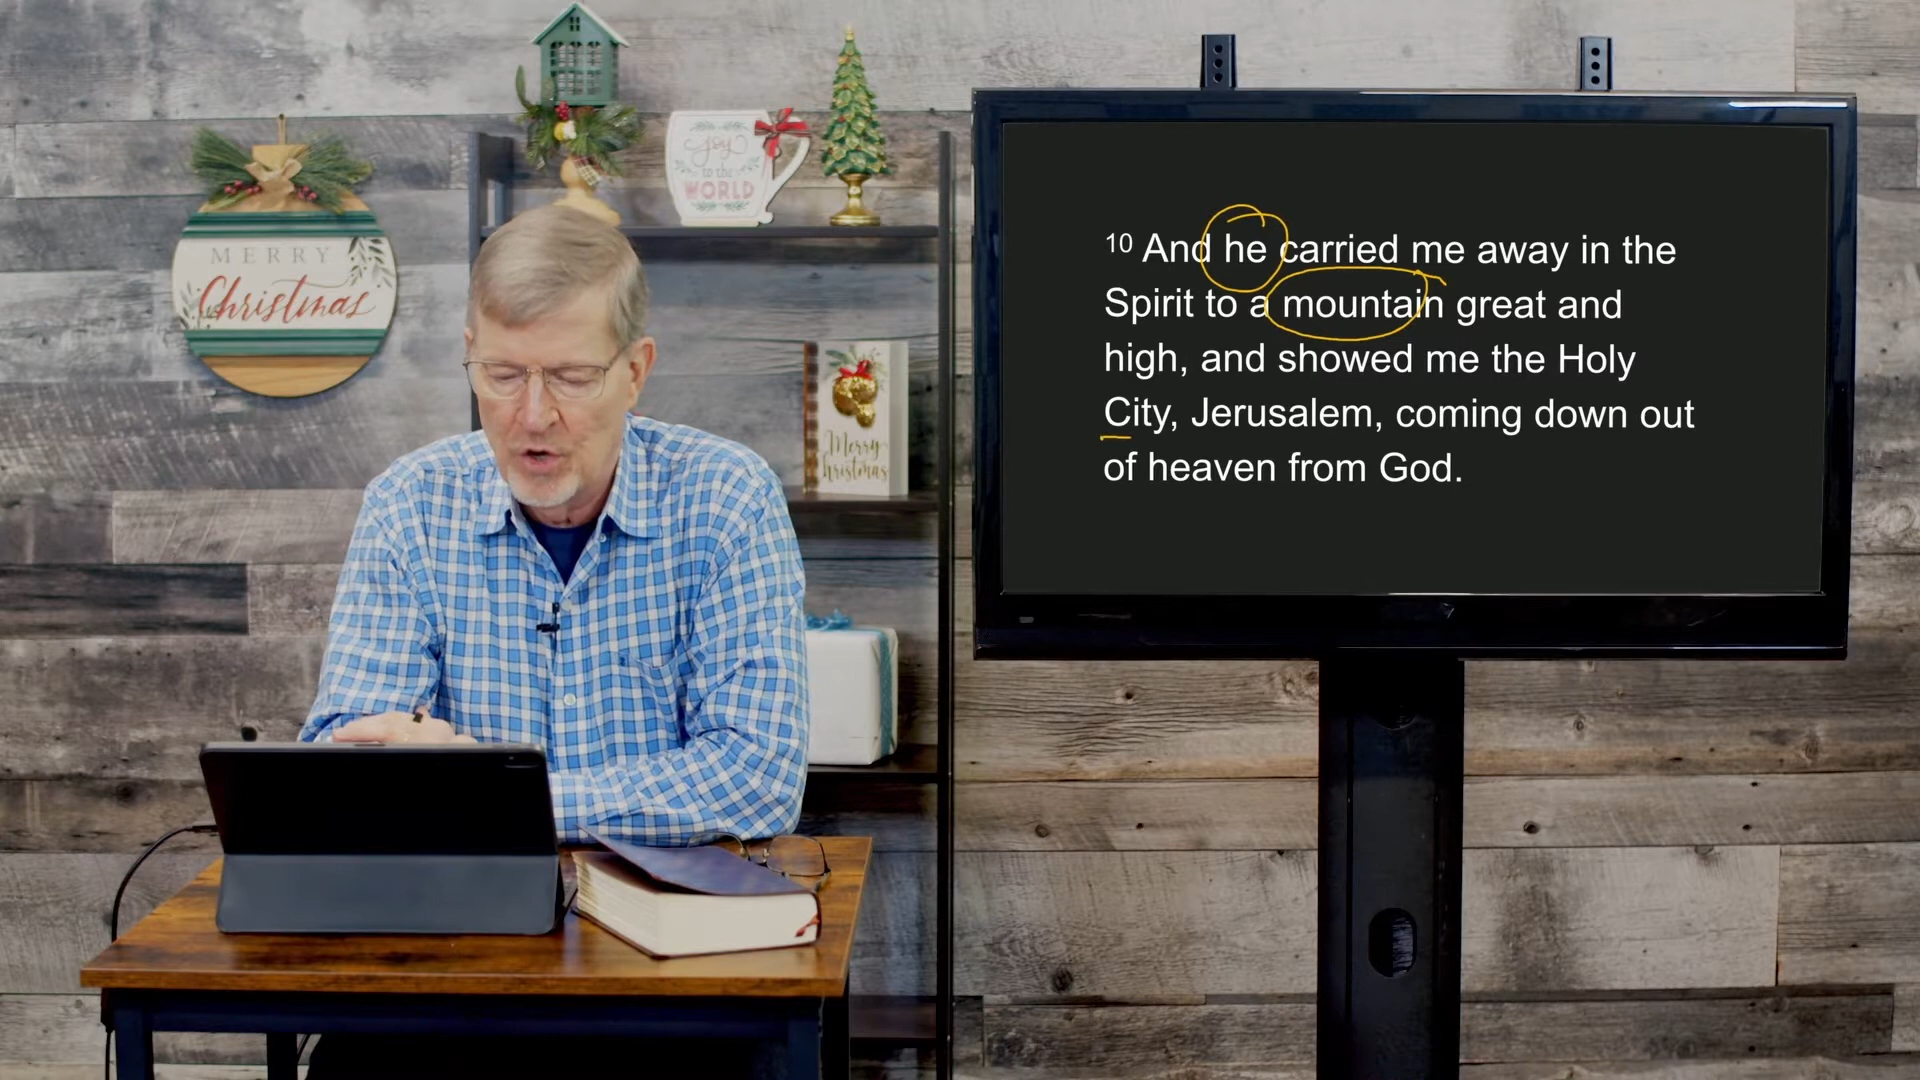 MERRY
Christmas
joy
to the
WORLD
Merry
Christmas
10 And he carried me away in the
Spirit to a mountain great and
high, and showed me the Holy
City, Jerusalem, coming down out
of heaven from God.